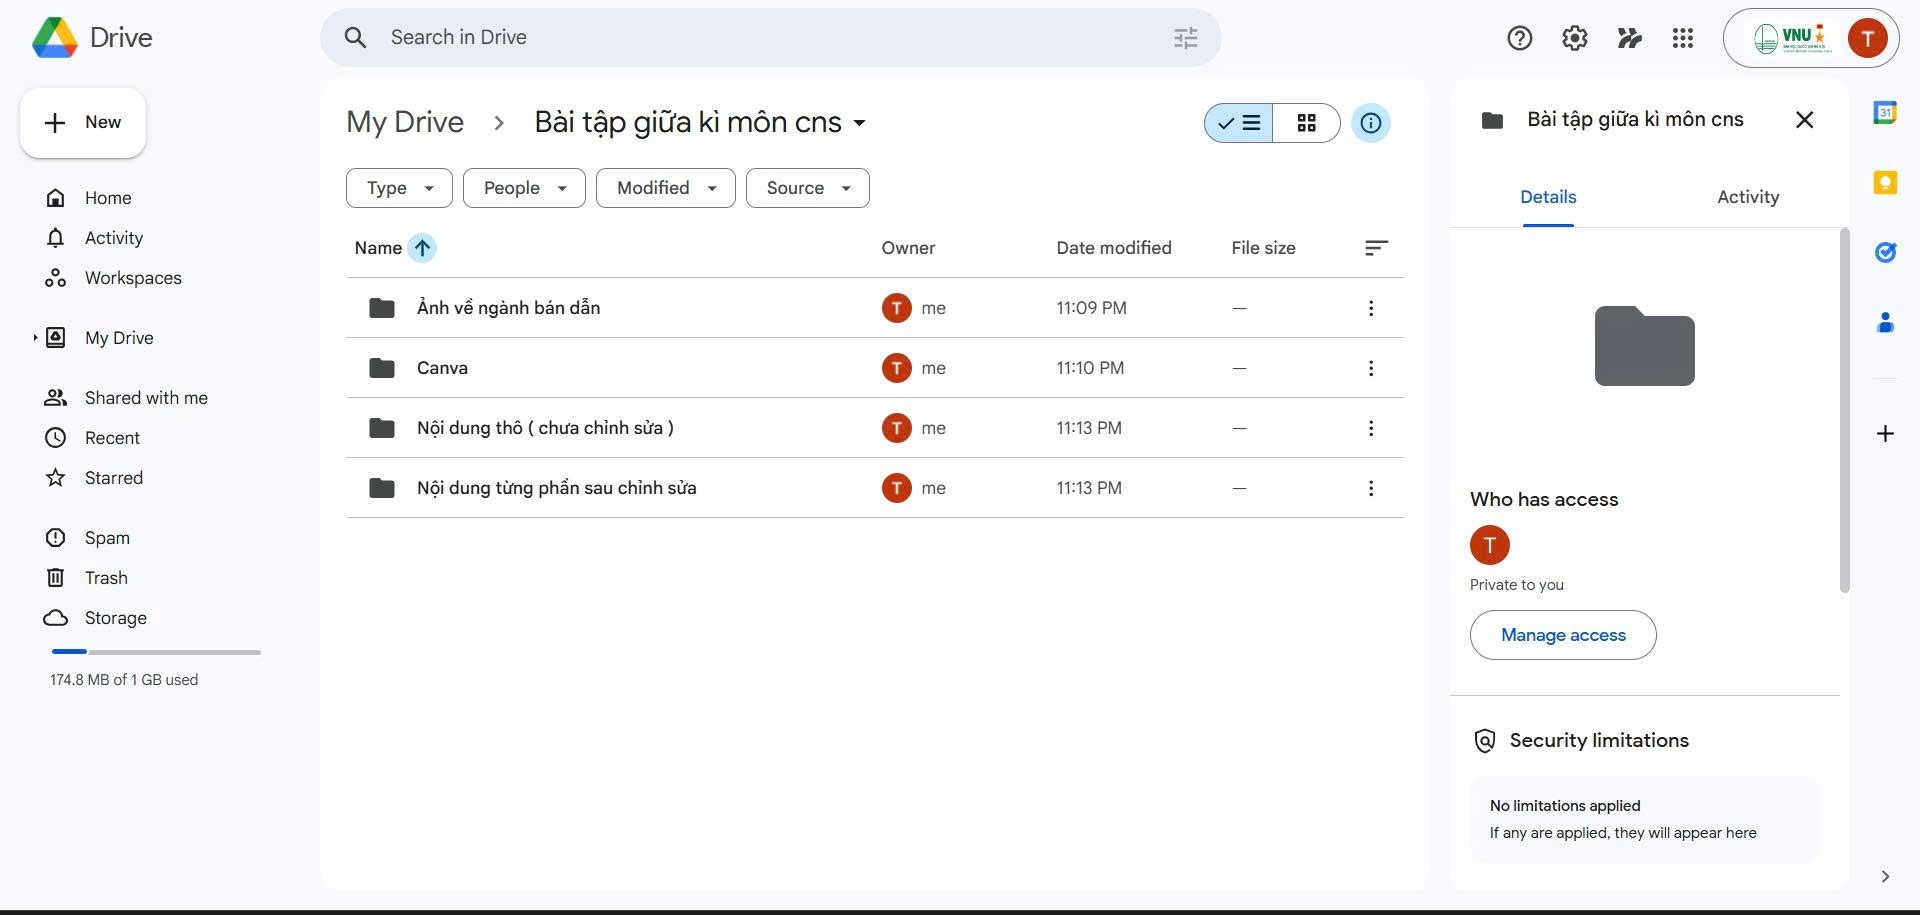 Drive
Search in Drive
VNU
T
New
Home
Activity
Workspaces
My Drive
Shared with me
Recent
Starred
Spam
Trash
Storage
174.8 MB of 1 GB used
My Drive > Bài tập giữa kì môn cns
Type People Modified Source
Name Owner Date modified File size
Ảnh về ngành bán dẫn T me 11:09 PM —
Canva T me 11:10 PM —
Nội dung thô ( chưa chỉnh sửa ) T me 11:13 PM —
Nội dung từng phần sau chỉnh sửa T me 11:13 PM —
Bài tập giữa kì môn cns
Details Activity
Who has access
T
Private to you
Manage access
Security limitations
No limitations applied
If any are applied, they will appear here
31